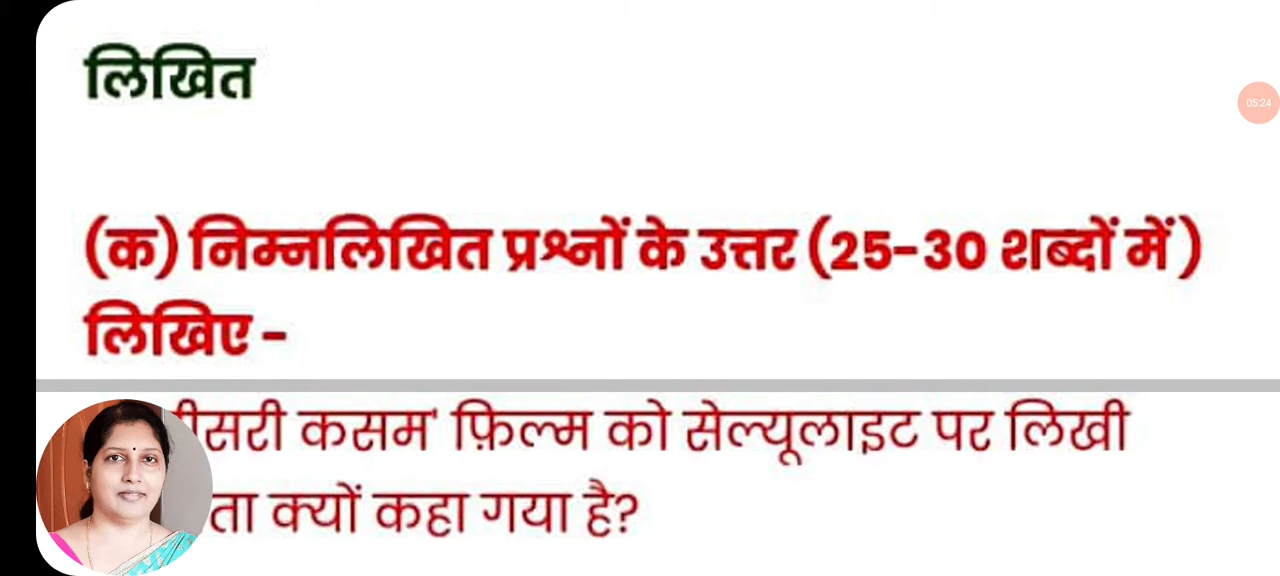 लिखित
05:24
(क) निम्नलिखित प्रश्नों के उत्तर (25-30 शब्दों में)
लिखिए -
कसम' फ़िल्म को सेल्यूलाइट पर लिखी
क्यों कहा गया है?